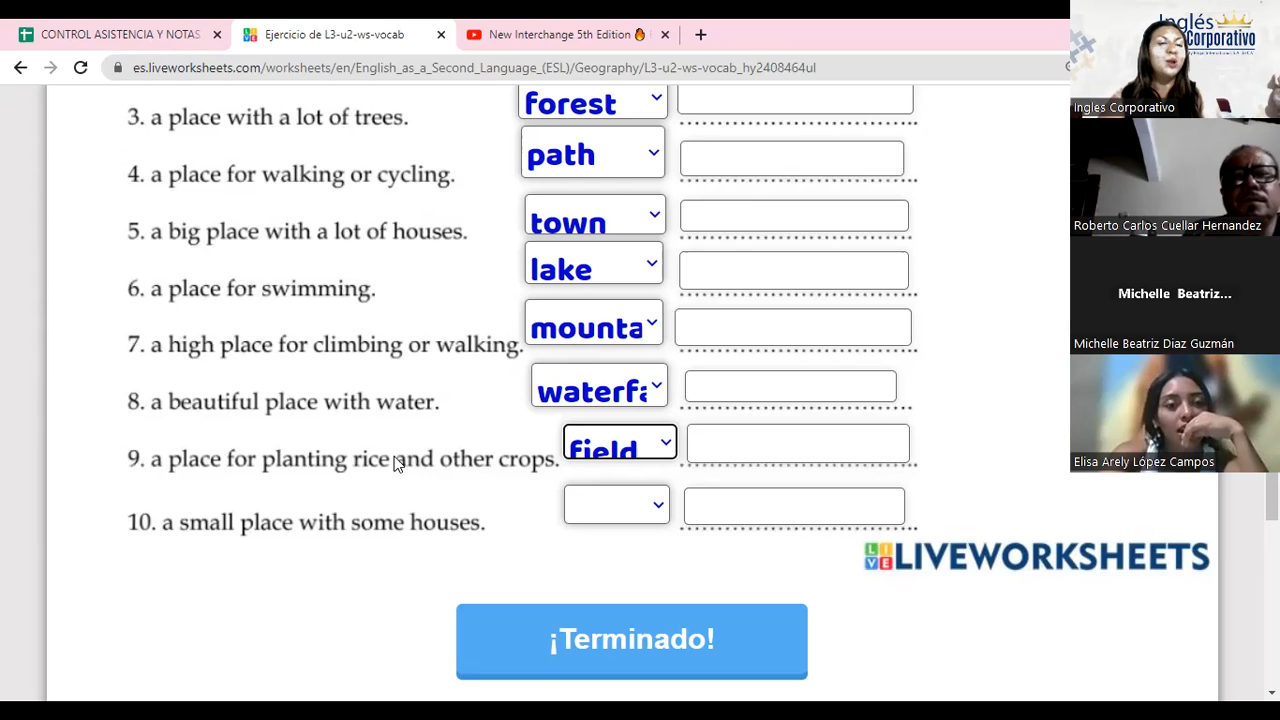 CONTROL ASISTENCIA Y NOTAS
Ejercicio de L3-u2-ws-vocab
New Interchange 5th Edition
es.liveworksheets.com/worksheets/en/English_as_a_Second_Language_(ESL)/Geography/L3-u2-ws-vocab_hy2408464ul
3. a place with a lot of trees. forest
4. a place for walking or cycling. path
5. a big place with a lot of houses. town
6. a place for swimming. lake
7. a high place for climbing or walking. mounta
8. a beautiful place with water. waterfa
9. a place for planting rice and other crops. field
10. a small place with some houses.
LIVE LIVEWORKSHEETS
¡Terminado!
Inglés
Corporativo
Ingles Corporativo
Roberto Carlos Cuellar Hernandez
Michelle Beatriz...
Michelle Beatriz Diaz Guzmán
Elisa Arely López Campos